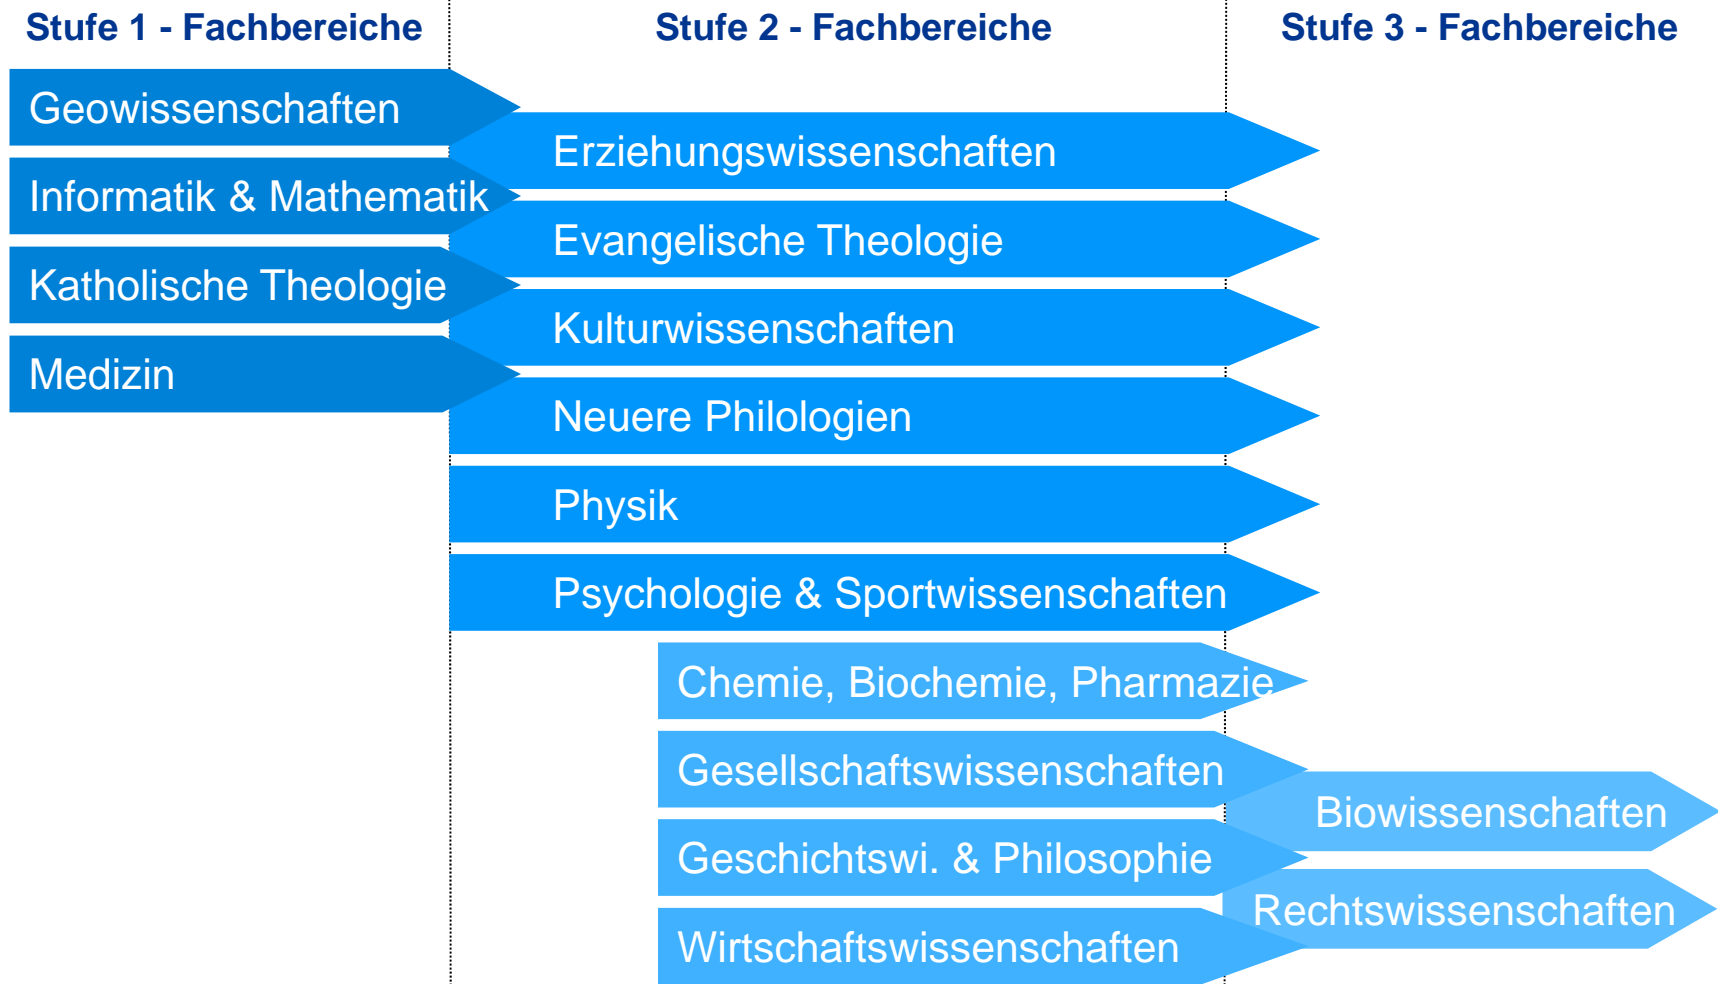 Stufe 1 - Fachbereiche
Stufe 2 - Fachbereiche
Stufe 3 - Fachbereiche
Geowissenschaften
Informatik & Mathematik
Katholische Theologie
Medizin
Erziehungswissenschaften
Evangelische Theologie
Kulturwissenschaften
Neuere Philologien
Physik
Psychologie & Sportwissenschaften
Chemie, Biochemie, Pharmazie
Gesellschaftswissenschaften
Geschichtswi. & Philosophie
Wirtschaftswissenschaften
Biowissenschaften
Rechtswissenschaften